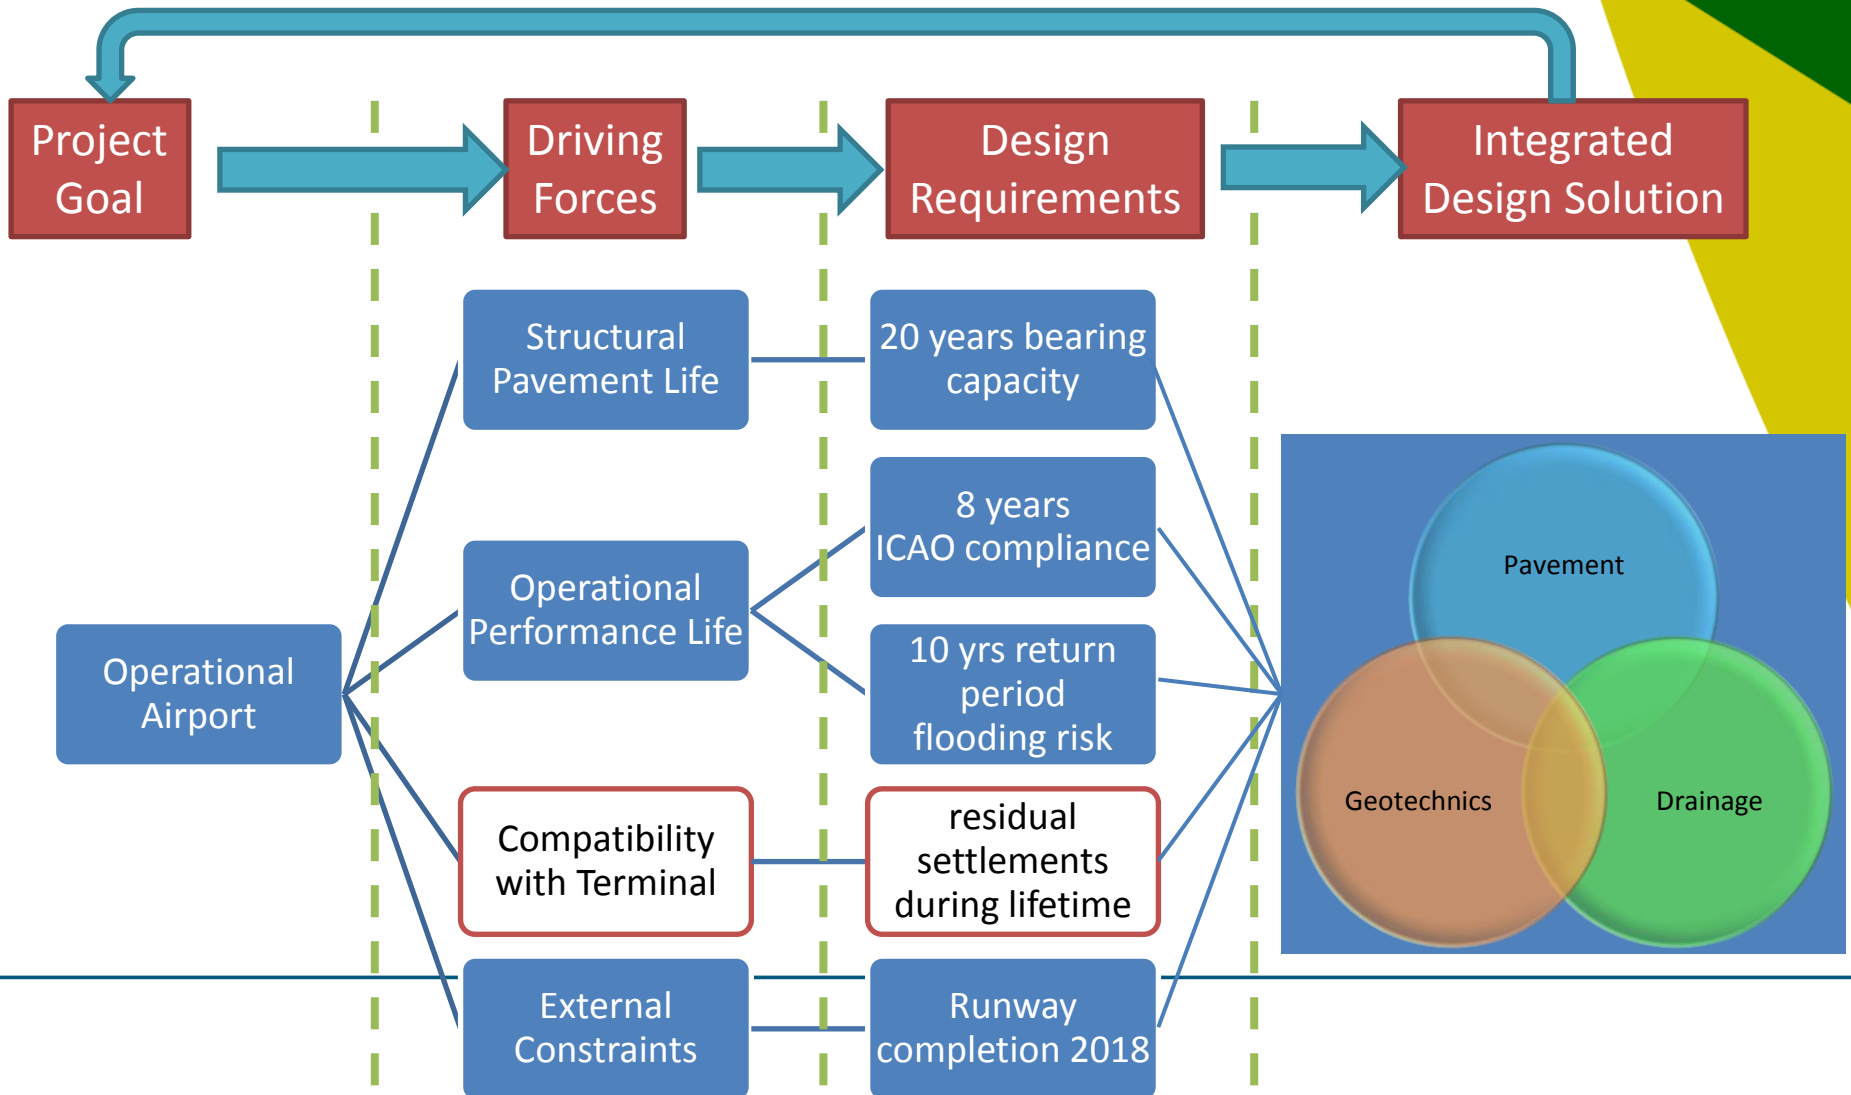 Project
Goal
Driving
Forces
Design
Requirements
Integrated
Design Solution
Operational
Airport
Structural
Pavement Life
Operational
Performance Life
Compatibility
with Terminal
External
Constraints
20 years bearing
capacity
8 years
ICAO compliance
10 yrs return
period
flooding risk
residual
settlements
during lifetime
Runway
completion 2018
Pavement
Geotechnics
Drainage